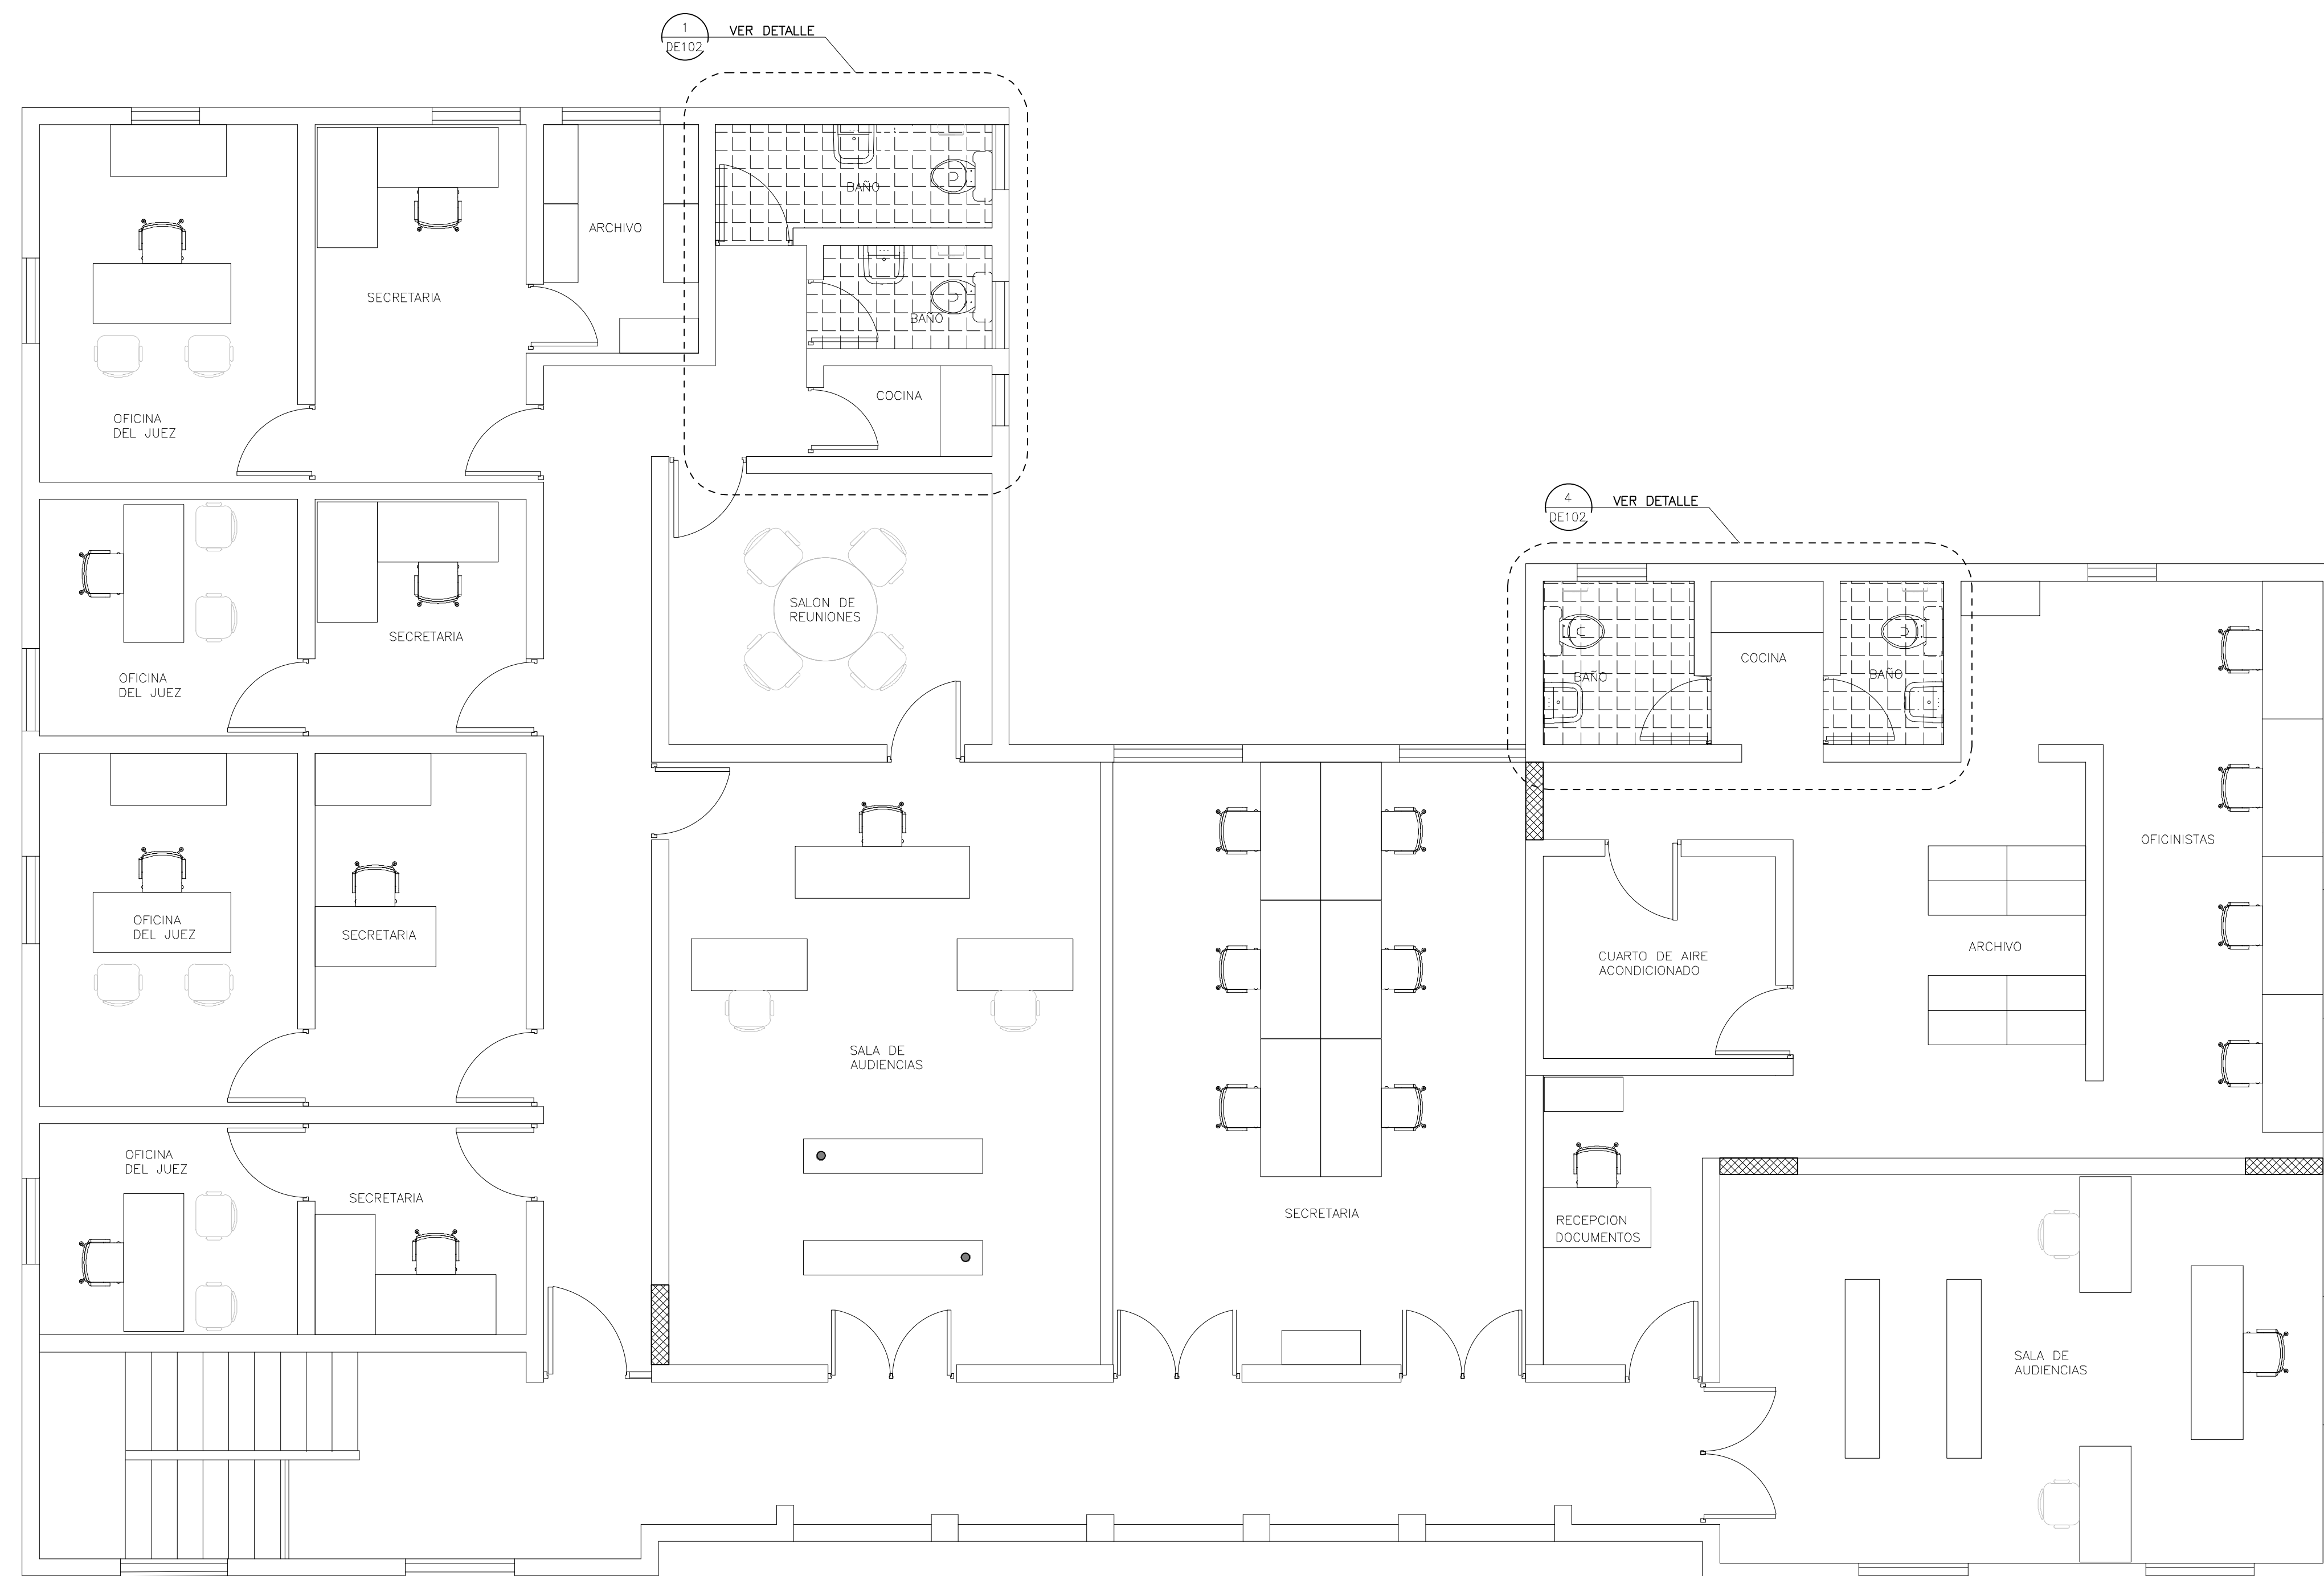 1
VER DETALLE
DE102
BAÑO
ARCHIVO
SECRETARIA
BAÑO
COCINA
OFICINA
DEL JUEZ
4
VER DETALLE
DE102
SALON DE
REUNIONES
SECRETARIA
OFICINA
DEL JUEZ
COCINA
BAÑO
BAÑO
OFICINISTAS
OFICINA
DEL JUEZ
SECRETARIA
ARCHIVO
CUARTO DE AIRE
ACONDICIONADO
SALA DE
AUDIENCIAS
OFICINA
DEL JUEZ
SECRETARIA
SECRETARIA
RECEPCION
DOCUMENTOS
SALA DE
AUDIENCIAS